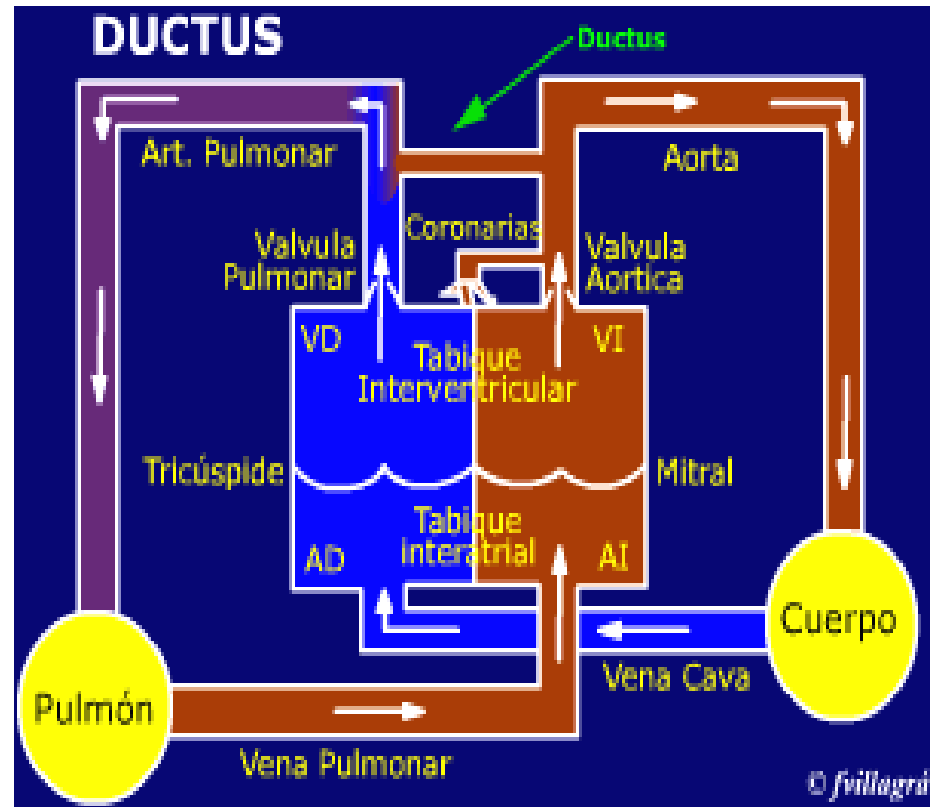 DUCTUS
Ductus
Art. Pulmonar
Aorta
Coronarias
Valvula
Pulmonar
Valvula
Aortica
VD
VI
Tabique
Interventricular
Tricúspide
Mitral
Tabique
interatrial
AD
AI
Cuerpo
Vena Cava
Pulmón
Vena Pulmonar
© fvillagrá